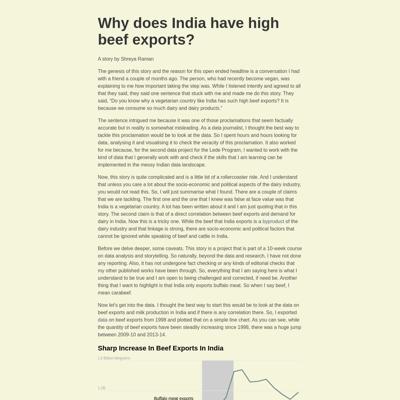 Why does India have high
beef exports?
A story by Shreya Raman
The genesis of this story and the reason for this open ended headline is a conversation I had
with a friend a couple of months ago. The person, who had recently become vegan, was
explaining to me how important taking the step was. While I listened intently and agreed to all
that they said, they said one sentence that stuck with me and made me do this story. They
said, "Do you know why a vegetarian country like India has such high beef exports? It is
because we consume so much dairy and dairy products."
The sentence intrigued me because it was one of those proclamations that seem factually
accurate but in reality is somewhat misleading. As a data journalist, I thought the best way to
tackle this proclamation would be to look at the data. So I spent hours and hours looking for
data, analysing it and visualising it to check the veracity of this proclamation. It also worked
for me because, for the second data project for the Lede Program, I wanted to work with the
kind of data that I generally work with and check if the skills that I am learning can be
implemented in the messy Indian data landscape.
Now, this story is quite complicated and is a little bit of a rollercoaster ride. And I understand
that unless you care a lot about the socio-economic and political aspects of the dairy industry,
you would not read this. So, I will just summarise what I found. There are a couple of claims
that we are tackling. The first one and the one that I knew was false at face value was that
India is a vegetarian country. A lot has been written about it and I am just quoting that in this
story. The second claim is that of a direct correlation between beef exports and demand for
dairy in India. Now this is a tricky one. While the beef that India exports is a byproduct of the
dairy industry and that linkage is strong, there are socio-economic and political factors that
cannot be ignored while speaking of beef and cattle in India.
Before we delve deeper, some caveats. This story is a project that is part of a 10-week course
on data analysis and storytelling. So naturally, beyond the data and research, I have not done
any reporting. Also, it has not undergone fact checking or any kinds of editorial checks that
my other published works have been through. So, everything that I am saying here is what I
understand to be true and I am open to being challenged and corrected, if need be. Another
thing that I want to highlight is that India only exports buffalo meat. So when I say beef, I
mean carabeef.
Now let's get into the data. I thought the best way to start this would be to look at the data on
beef exports and milk production in India and if there is any correlation there. So, I exported
data on beef exports from 1998 and plotted that on a simple line chart. As you can see, while
the quantity of beef exports have been steadily increasing since 1998, there was a huge jump
between 2009-10 and 2013-14.
Sharp Increase In Beef Exports In India
Buffalo meat exports